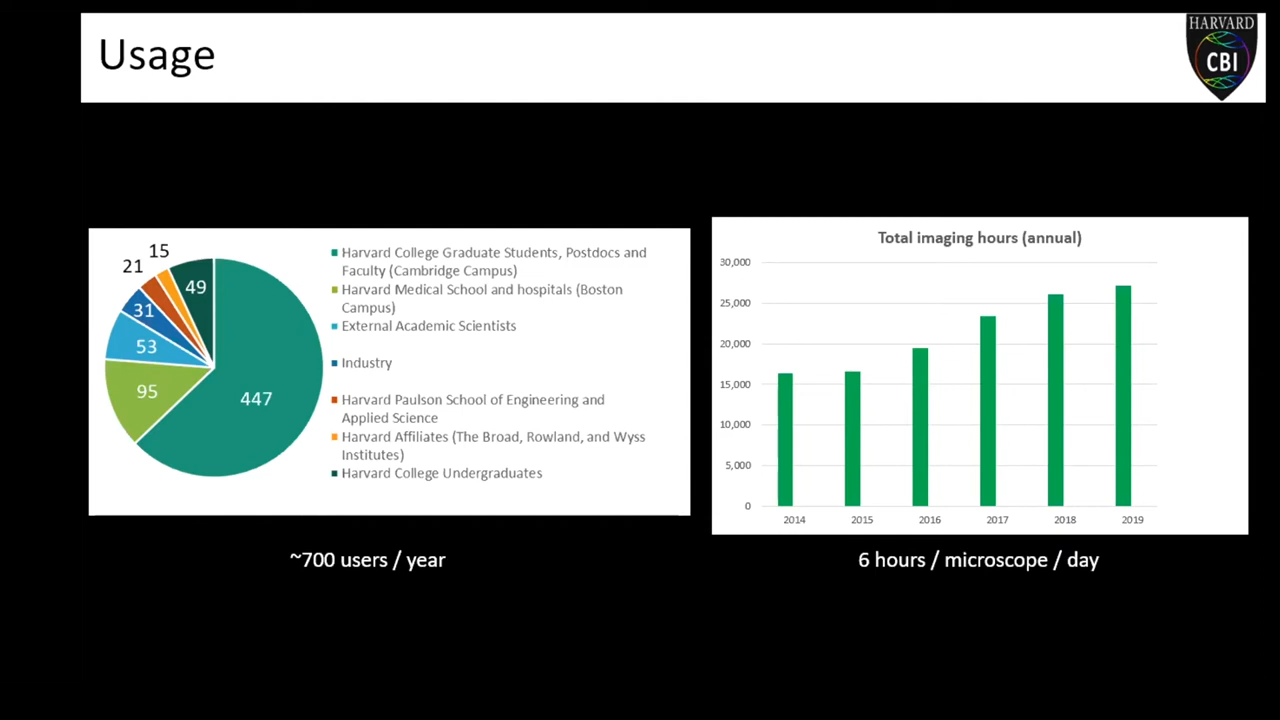 Usage
HARVARD
CBI
15
21
49
31
53
95
447
Harvard College Graduate Students, Postdocs and
Faculty (Cambridge Campus)
Harvard Medical School and hospitals (Boston
Campus)
External Academic Scientists
Industry
Harvard Paulson School of Engineering and
Applied Science
Harvard Affiliates (The Broad, Rowland, and Wyss
Institutes)
Harvard College Undergraduates
~700 users / year
Total imaging hours (annual)
30,000
25,000
20,000
15,000
10,000
5,000
0
2014 2015 2016 2017 2018 2019
6 hours / microscope / day